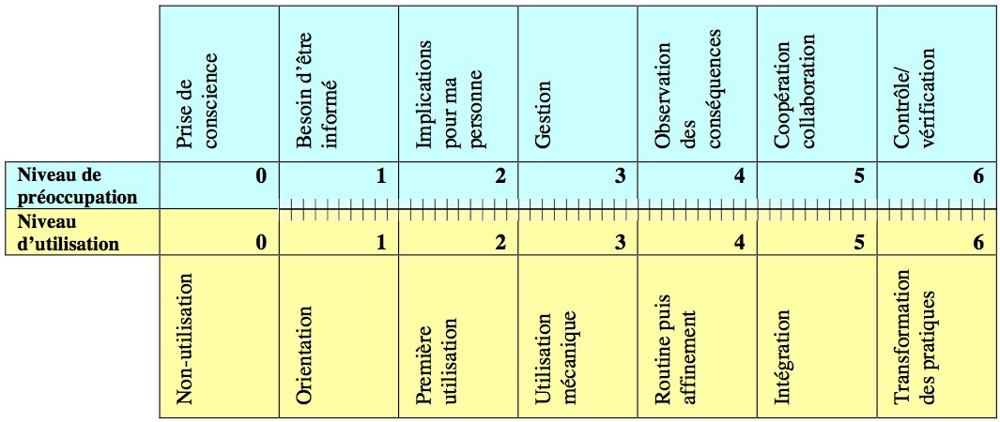 Prise de
conscience
Besoin d’être
informé
Implications
pour ma
personne
Gestion
Observation
des
conséquences
Coopération
collaboration
Contrôle/
vérification
Niveau de
préoccupation
0 1 2 3 4 5 6
Niveau
d’utilisation
0 1 2 3 4 5 6
Non-utilisation
Orientation
Première
utilisation
Utilisation
mécanique
Routine puis
affinement
Intégration
Transformation
des pratiques